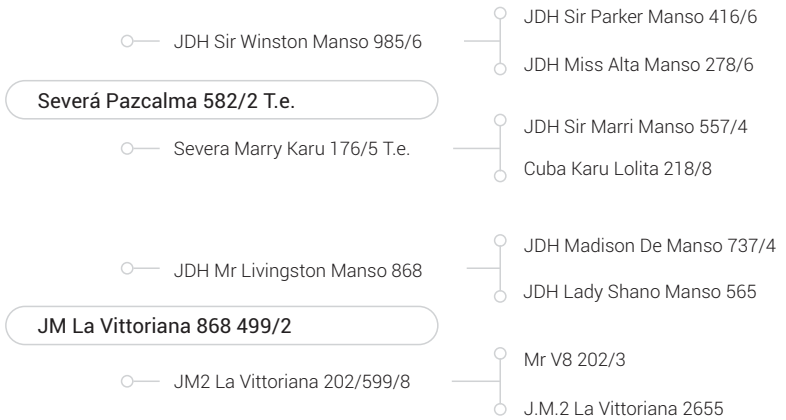 JDH Sir Parker Manso 416/6
JDH Sir Winston Manso 985/6
JDH Miss Alta Manso 278/6
Severá Pazcalma 582/2 T.e.
JDH Sir Marri Manso 557/4
Severa Marry Karu 176/5 T.e.
Cuba Karu Lolita 218/8
JDH Madison De Manso 737/4
JDH Mr Livingston Manso 868
JDH Lady Shano Manso 565
JM La Vittoriana 868 499/2
Mr V8 202/3
JM2 La Vittoriana 202/599/8
J.M.2 La Vittoriana 2655